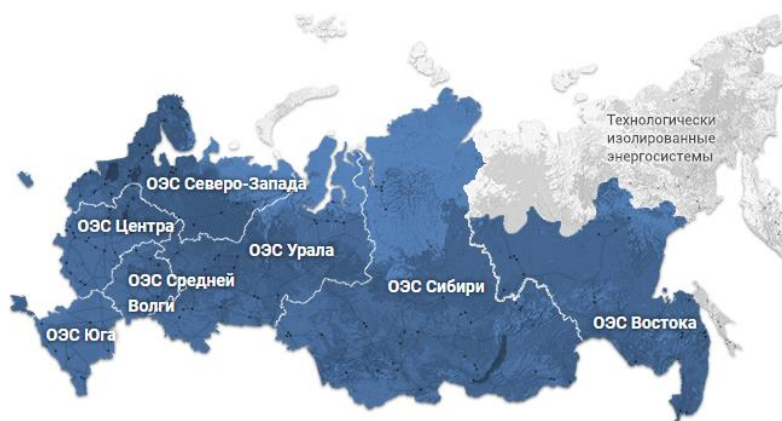 Технологически
изолированные
энергосистемы
ОЭС Северо-Запада
ОЭС Центра
ОЭС Урала
ОЭС Средней
Волги
ОЭС Сибири
ОЭС Востока
ОЭС Юга